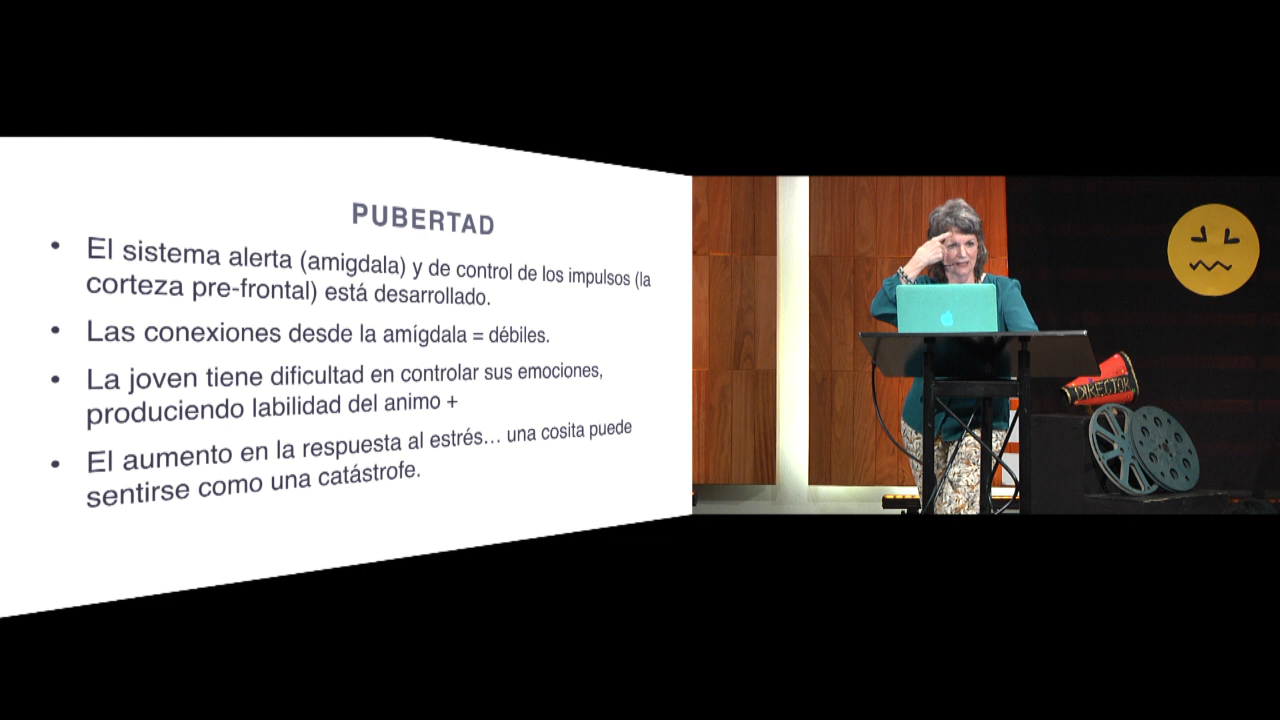 PUBERTAD
• El sistema alerta (amigdala) y de control de los impulsos (la
corteza pre-frontal) está desarrollado.
• Las conexiones desde la amígdala = débiles.
• La joven tiene dificultad en controlar sus emociones,
produciendo labilidad del animo +
• El aumento en la respuesta al estrés... una cosita puede
sentirse como una catástrofe.
DIRECTOR